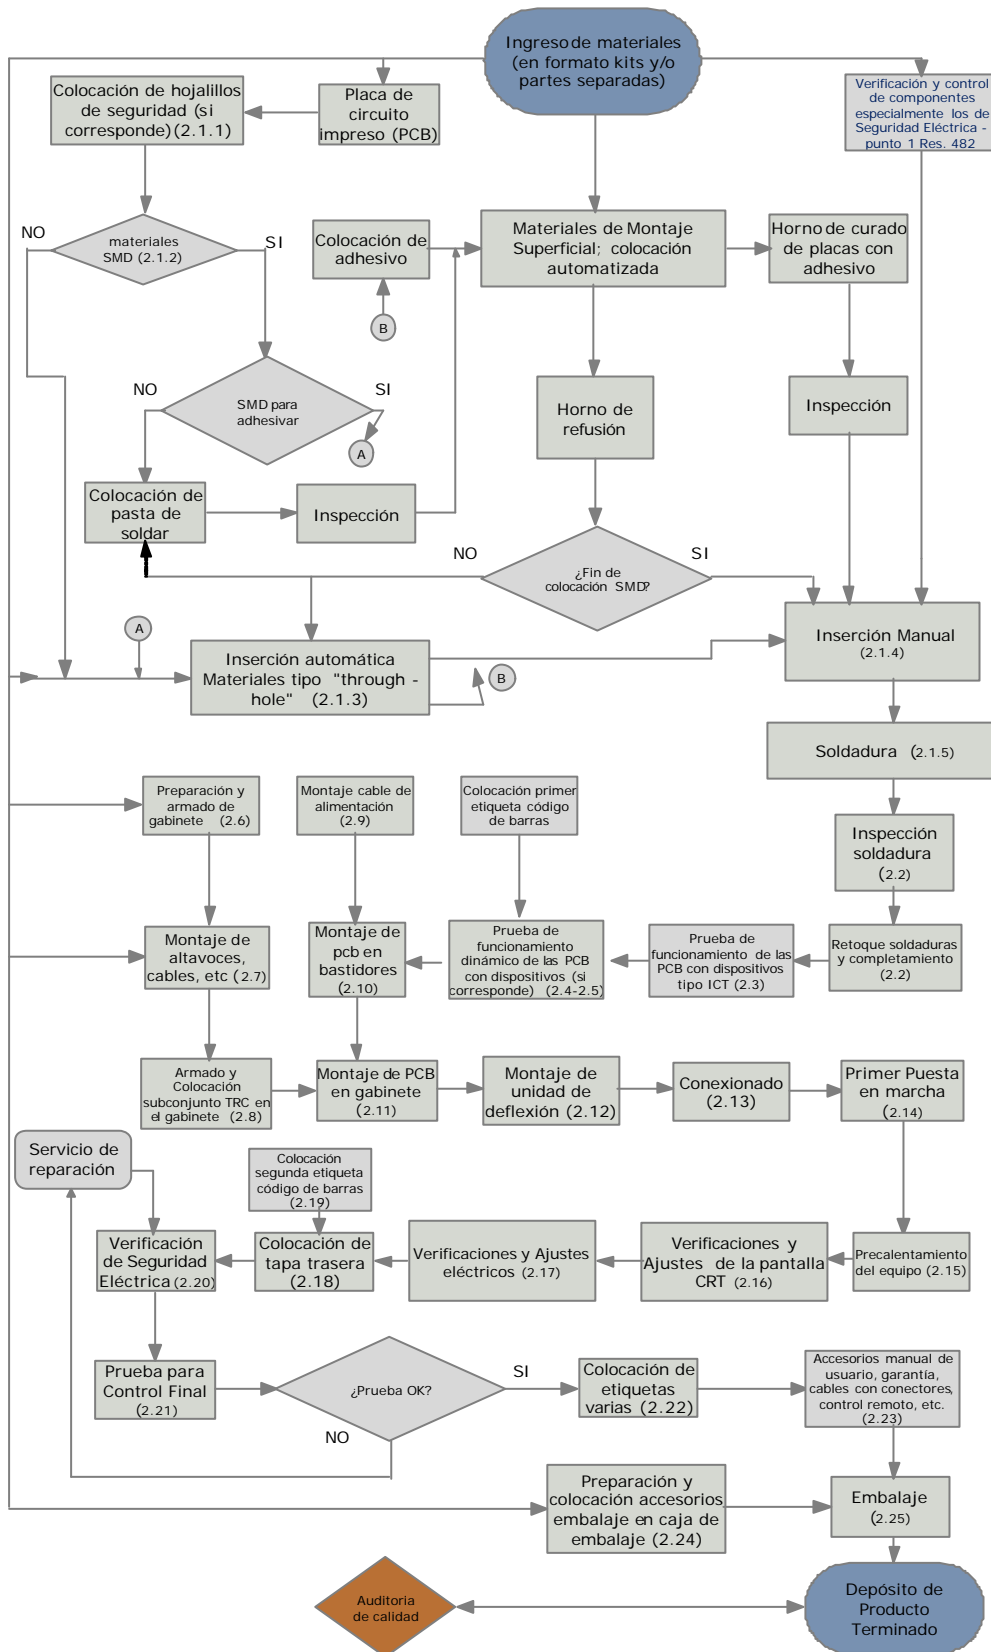 Ingreso de materiales
(en formato kits y/o
partes separadas)
Colocación de hojalillos
de seguridad (si
corresponde) (2.1.1)
Placa de
circuito
impreso (PCB)
Verificación y control
de componentes
especialmente los de
Seguridad Eléctrica -
punto 1 Res. 482
NO
materiales
SMD (2.1.2)
SI
Colocación de
adhesivo
Materiales de Montaje
Superficial; colocación
automatizada
Horno de curado
de placas con
adhesivo
B
NO
SMD para
adhesivar
SI
A
Horno de
refusión
Inspección
Colocación de
pasta de
soldar
Inspección
NO
¿Fin de
colocación SMD?
SI
A
Inserción automática
Materiales tipo "through -
hole" (2.1.3)
B
Inserción Manual
(2.1.4)
Soldadura (2.1.5)
Preparación y
armado de
gabinete (2.6)
Montaje cable de
alimentación
(2.9)
Colocación primer
etiqueta código
de barras
Inspección
soldadura
(2.2)
Montaje de
altavoces,
cables, etc (2.7)
Montaje de
pcb en
bastidores
(2.10)
Prueba de
funcionamiento
dinámico de las PCB
con dispositivos (si
corresponde) (2.4-2.5)
Prueba de
funcionamiento de las
PCB con dispositivos
tipo ICT (2.3)
Retoque soldaduras
y completamiento
(2.2)
Armado y
Colocación
subconjunto TRC en
el gabinete (2.8)
Montaje de PCB
en gabinete
(2.11)
Montaje de
unidad de
deflexión (2.12)
Conexionado
(2.13)
Primer Puesta
en marcha
(2.14)
Servicio de
reparación
Colocación
segunda etiqueta
código de barras
(2.19)
Verificación
de Seguridad
Eléctrica (2.20)
Colocación de
tapa trasera
(2.18)
Verificaciones y Ajustes
eléctricos (2.17)
Verificaciones y
Ajustes de la pantalla
CRT (2.16)
Precalentamiento
del equipo (2.15)
Prueba para
Control Final
(2.21)
¿Prueba OK?
SI
NO
Colocación de
etiquetas
varias (2.22)
Accesorios manual de
usuario, garantía,
cables con conectores,
control remoto, etc.
(2.23)
Preparación y
colocación accesorios
embalaje en caja de
embalaje (2.24)
Embalaje
(2.25)
Auditoria
de calidad
Depósito de
Producto
Terminado